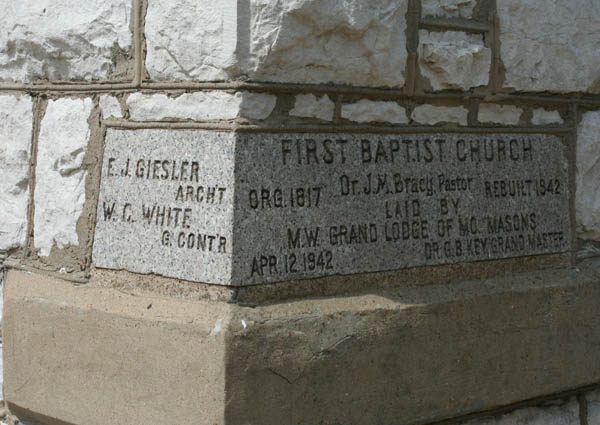 E.J. GIESLER
ARCHT
W.C. WHITE
G. CONTR
FIRST BAPTIST CHURCH
ORG. 1817 Dr. J.M. Bracy, Pastor REBUILT 1942
LAID BY
M.W. GRAND LODGE OF MO. MASONS
APR. 12. 1942 DR. G.B. KEY GRAND MASTER